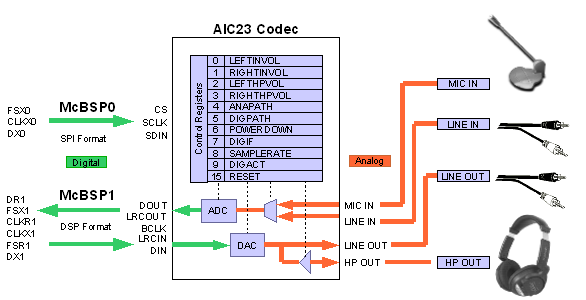 AIC23 Codec
Control Registers
0 LEFTINVOL
1 RIGHTINVOL
2 LEFTHPVOL
3 RIGHTHPVOL
4 ANAPATH
5 DIGPATH
6 POWERDOWN
7 DIGIF
8 SAMPLERATE
9 DIGACT
15 RESET
FSX0
CLKX0
DX0
McBSP0
SPI Format
CS
SCLK
SDIN
Digital
Analog
DR1
FSX1
CLKR1
CLKX1
FSR1
DX1
McBSP1
DSP Format
DOUT
LRCOUT
BCLK
LRCIN
DIN
ADC
DAC
MIC IN
LINE IN
LINE OUT
HP OUT
MIC IN
LINE IN
LINE OUT
HP OUT